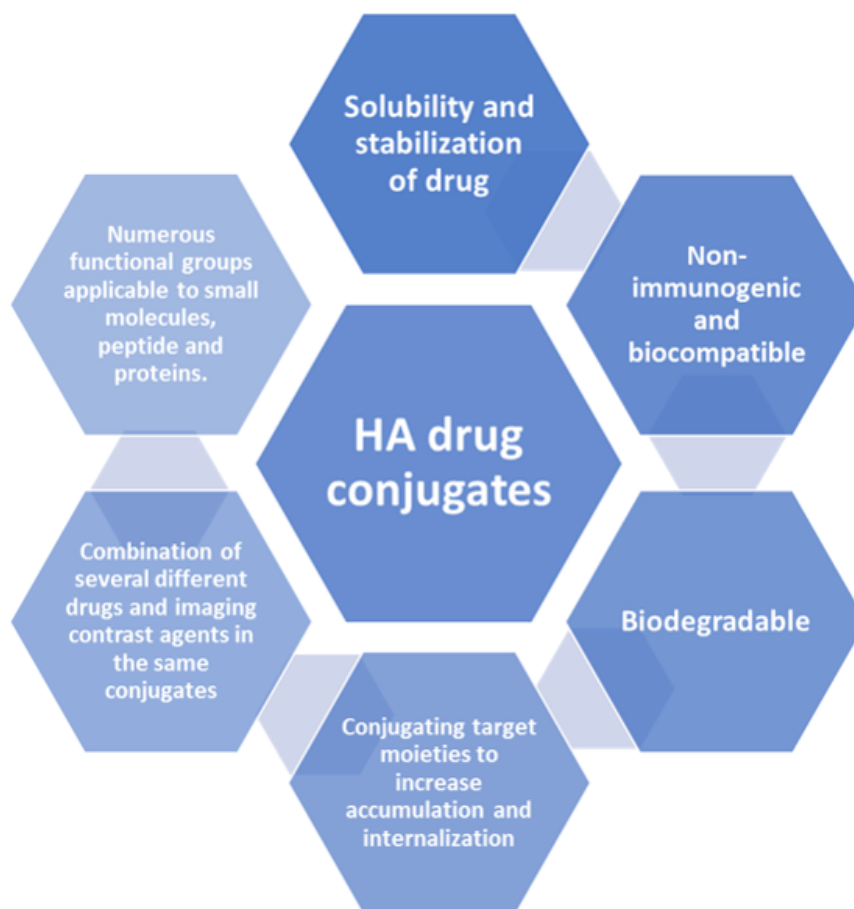 Solubility and
stabilization
of drug
Non-
immunogenic
and
biocompatible
Biodegradable
Conjugating target
moieties to
increase
accumulation and
internalization
Combination of
several different
drugs and imaging
contrast agents in
the same
conjugates
Numerous
functional groups
applicable to small
molecules,
peptide and
proteins.
HA drug
conjugates